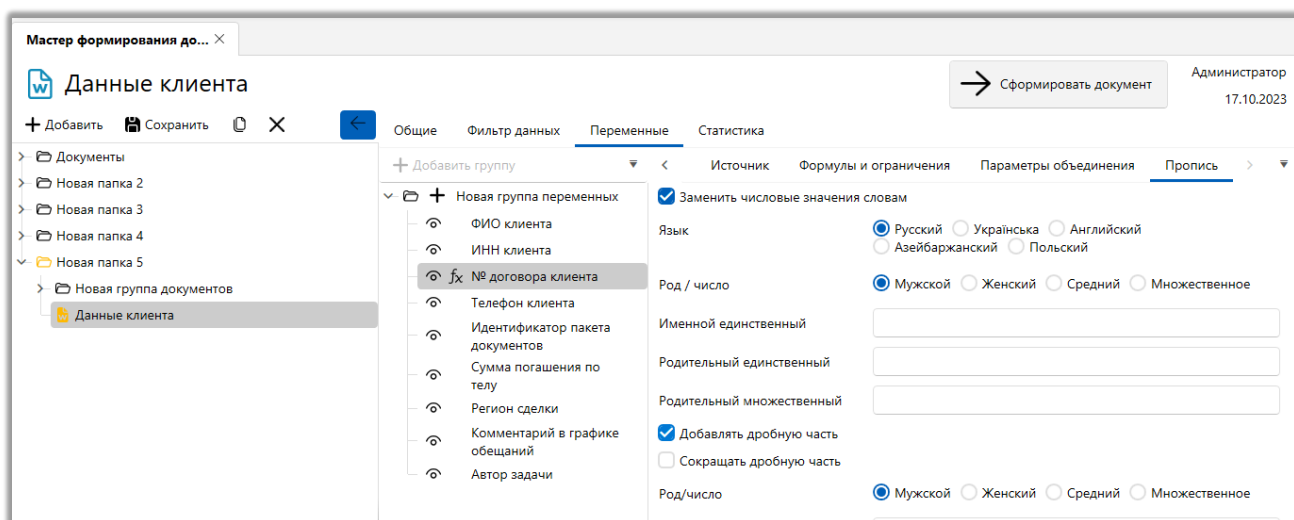 Мастер формирования до...
Данные клиента
Сформировать документ
Администратор
17.10.2023
Добавить Сохранить
Общие Фильтр данных Переменные Статистика
Документы
Новая папка 2
Новая папка 3
Новая папка 4
Новая папка 5
Новая группа документов
Данные клиента
Добавить группу
Новая группа переменных
ФИО клиента
ИНН клиента
fx № договора клиента
Телефон клиента
Идентификатор пакета
документов
Сумма погашения по
телу
Регион сделки
Комментарий в графике
обещаний
Автор задачи
Источник Формулы и ограничения Параметры объединения Пропись
Заменить числовые значения словам
Язык Русский Українська Английский
Азейбаржанский Польский
Род / число Мужской Женский Средний Множественное
Именной единственный
Родительный единственный
Родительный множественный
Добавлять дробную часть
Сокращать дробную часть
Род/число Мужской Женский Средний Множественное